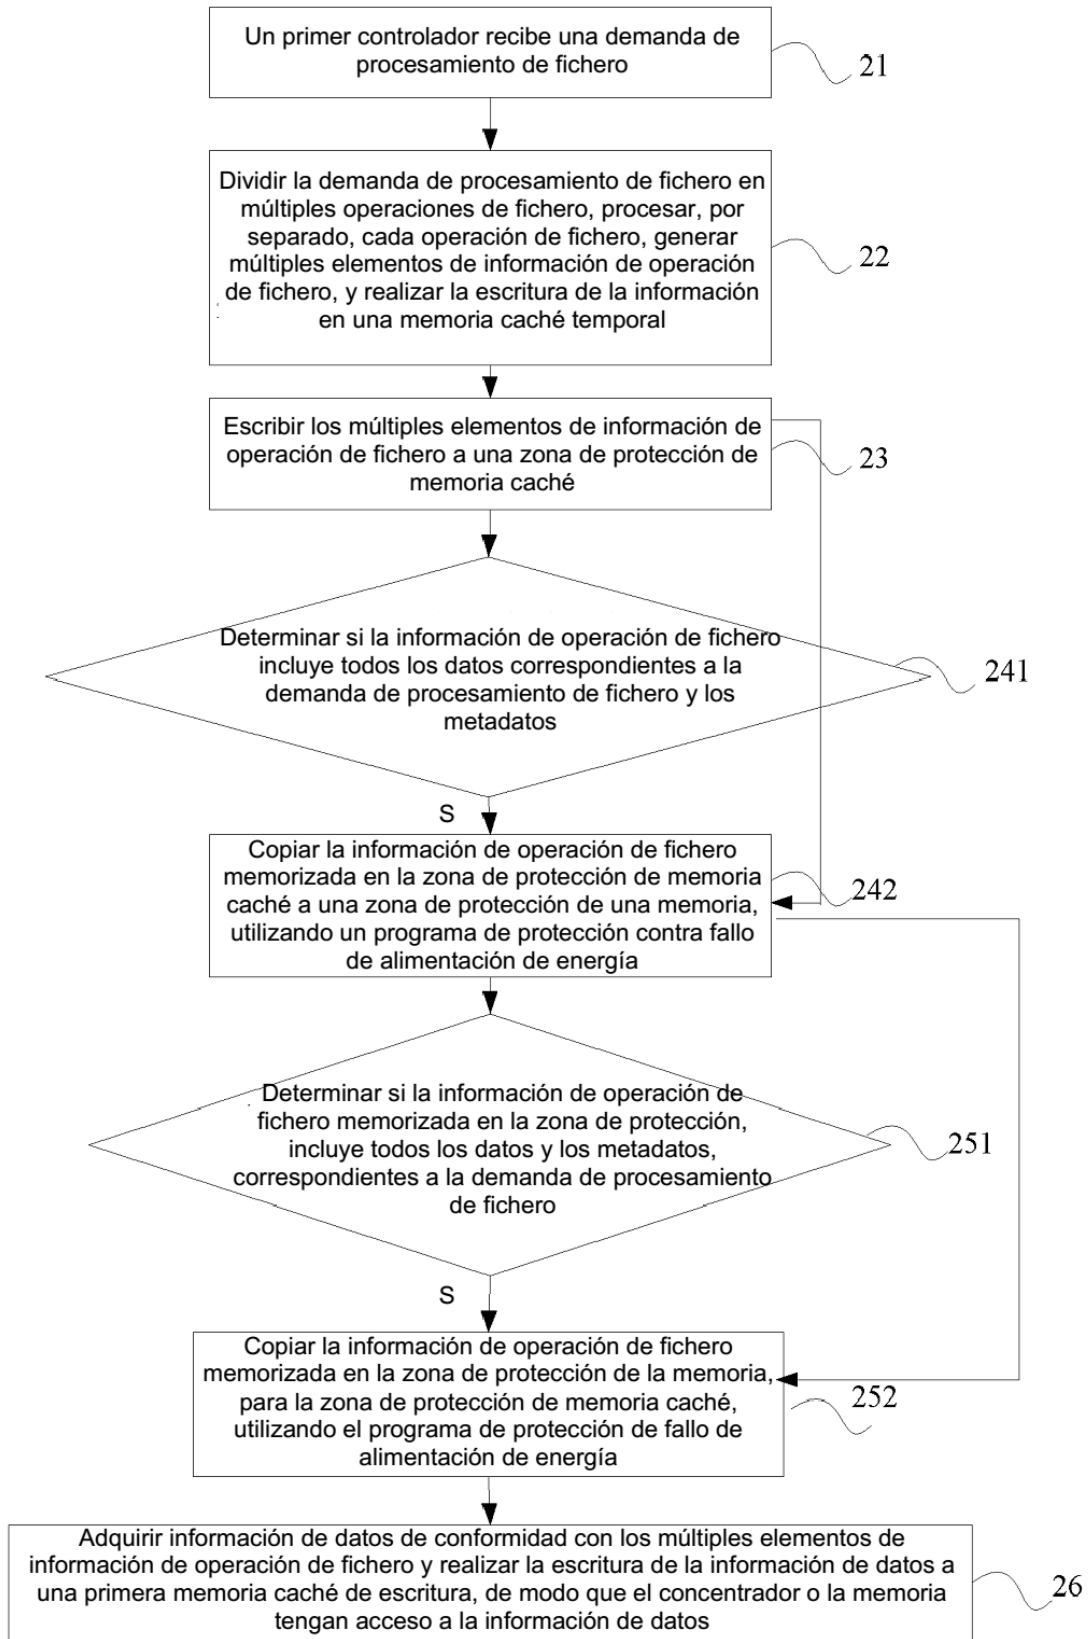 Un primer controlador recibe una demanda de
procesamiento de fichero
21
Dividir la demanda de procesamiento de fichero en
múltiples operaciones de fichero, procesar, por
separado, cada operación de fichero, generar
múltiples elementos de información de operación
de fichero, y realizar la escritura de la información
en una memoria caché temporal
22
Escribir los múltiples elementos de información de
operación de fichero a una zona de protección de
memoria caché
23
Determinar si la información de operación de fichero
incluye todos los datos correspondientes a la
demanda de procesamiento de fichero y los
metadatos
241
S
Copiar la información de operación de fichero
memorizada en la zona de protección de memoria
caché a una zona de protección de una memoria,
utilizando un programa de protección contra fallo
de alimentación de energía
242
Determinar si la información de operación de
fichero memorizada en la zona de protección,
incluye todos los datos y los metadatos,
correspondientes a la demanda de procesamiento
de fichero
251
S
Copiar la información de operación de fichero
memorizada en la zona de protección de la memoria,
para la zona de protección de memoria caché,
utilizando el programa de protección de fallo de
alimentación de energía
252
Adquirir información de datos de conformidad con los múltiples elementos de
información de operación de fichero y realizar la escritura de la información de datos a
una primera memoria caché de escritura, de modo que el concentrador o la memoria
tengan acceso a la información de datos
26